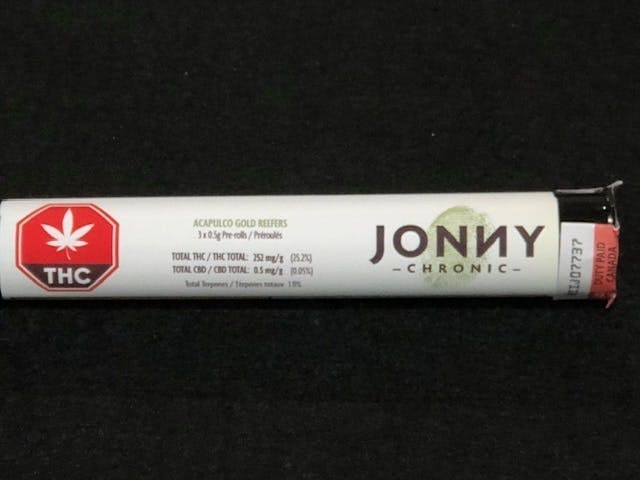 THC
ACAPULCO GOLD REEFERS
3 x 0.5g Pre-rolls / Préroulés
TOTAL THC / THC TOTAL: 252 mg/g (25.2%)
TOTAL CBD / CBD TOTAL: 0.5 mg/g (0.05%)
Total Terpenes / Terpènes totaux 1.8%
JONNY
- CHRONIC -
DUTY PAID
CANADA